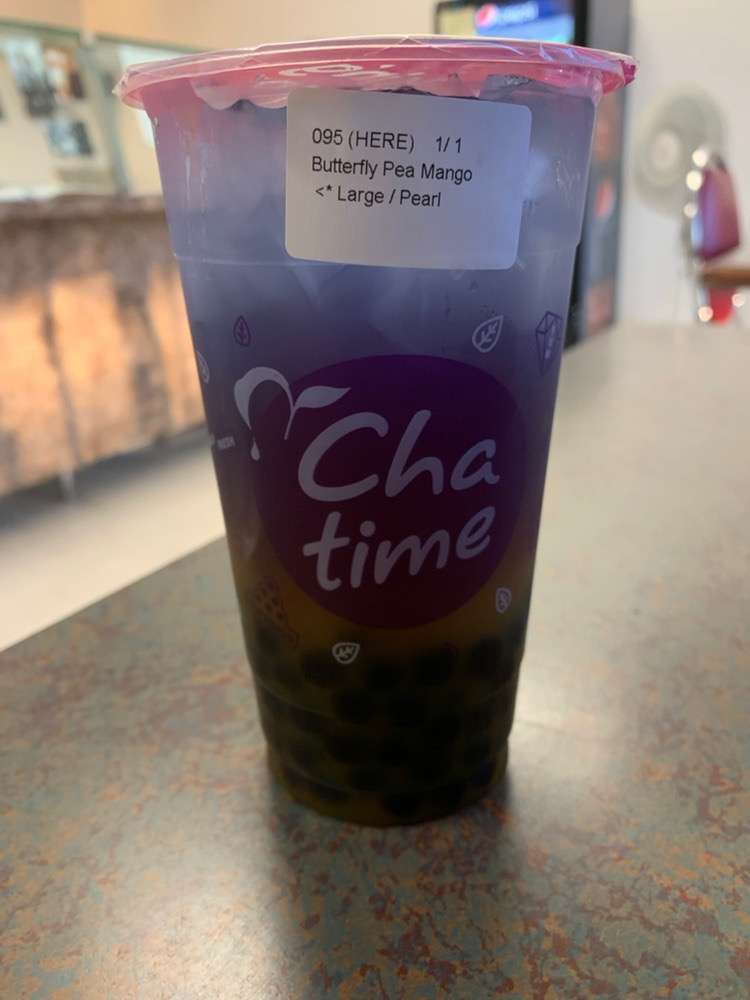 095 (HERE) 1/1
Butterfly Pea Mango
<* Large / Pearl
Cha
time